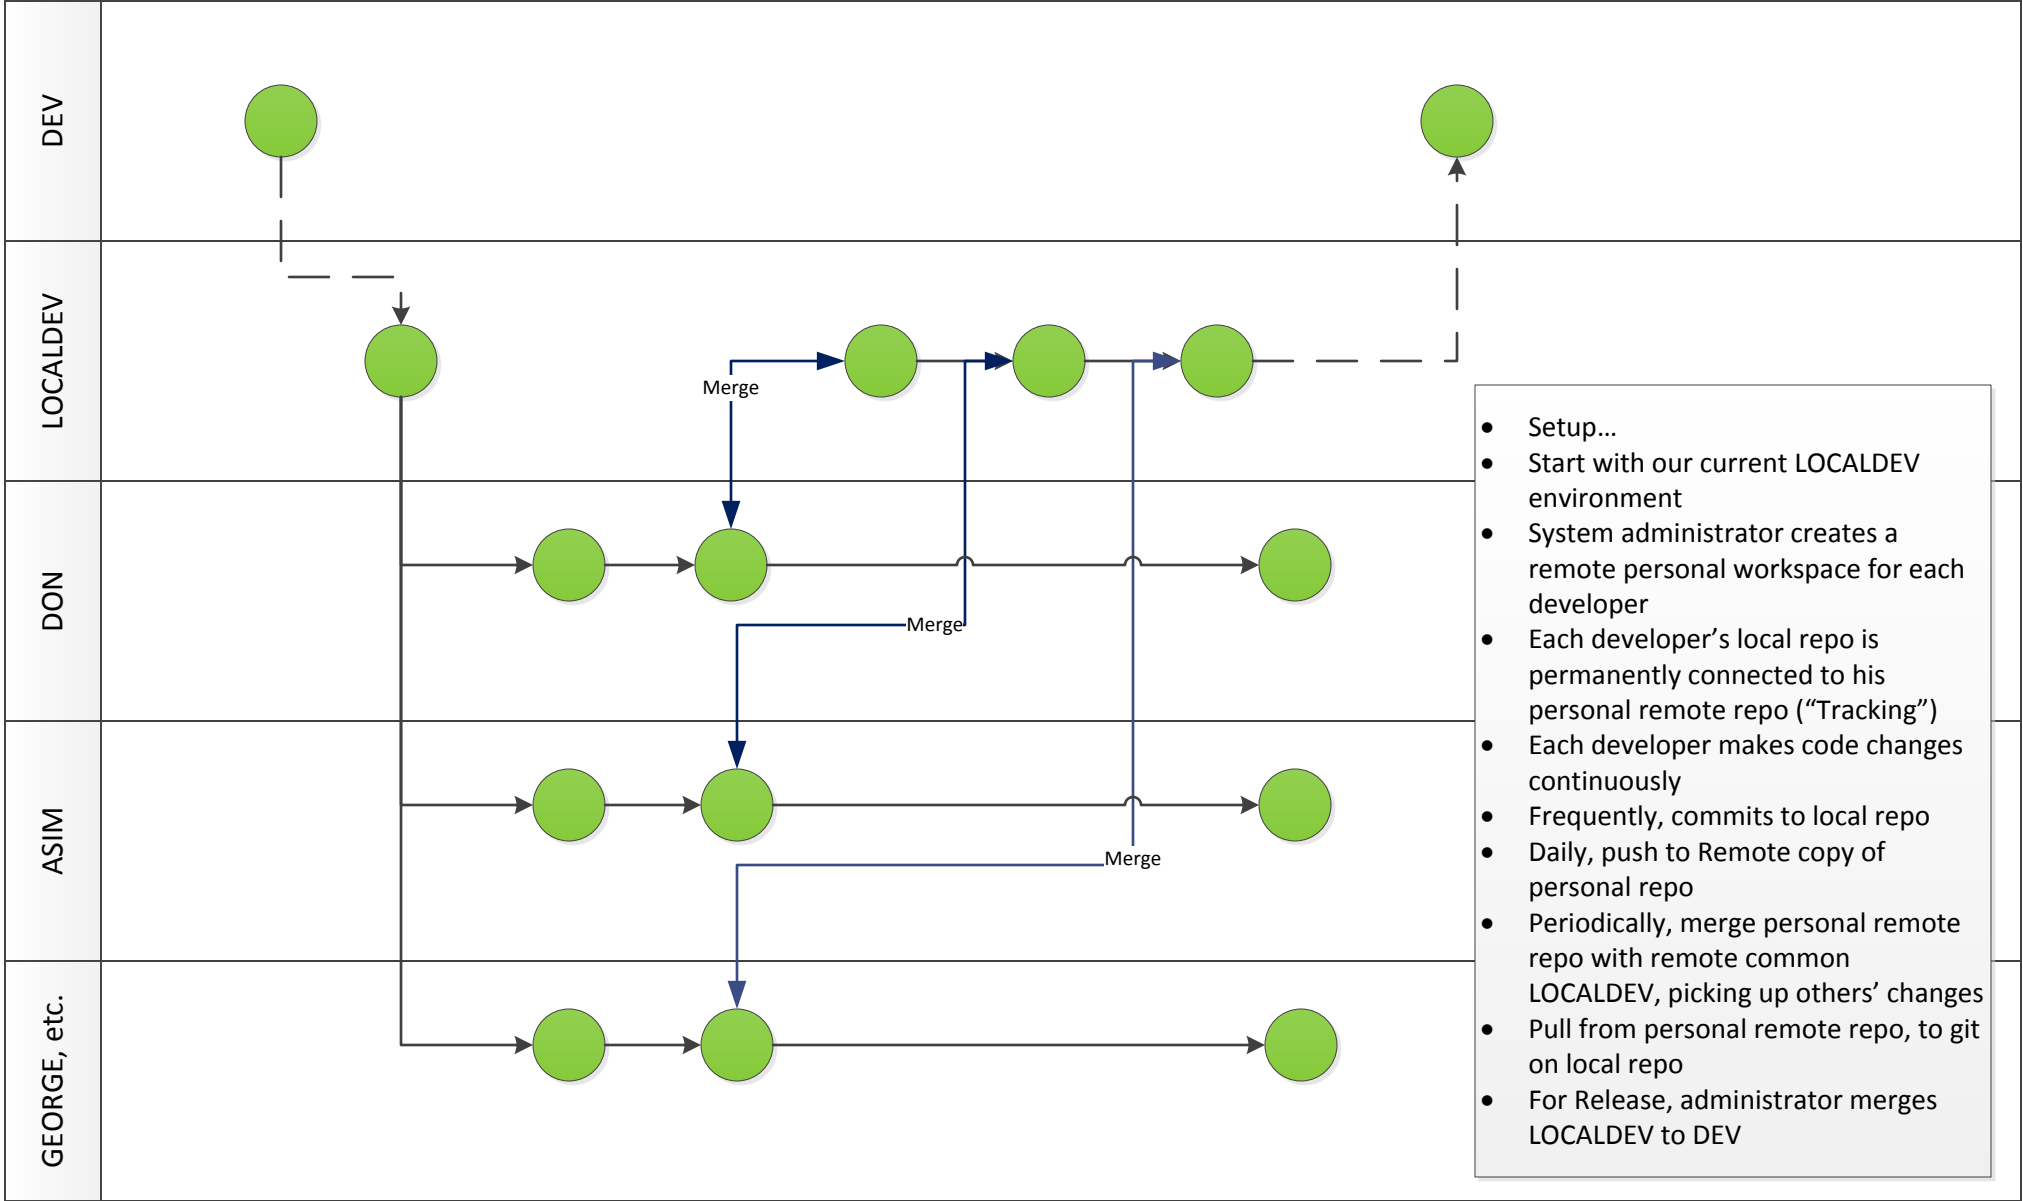 DEV
LOCALDEV
DON
ASIM
GEORGE, etc.
Merge
Merge
Merge
• Setup…
• Start with our current LOCALDEV
environment
• System administrator creates a
remote personal workspace for each
developer
• Each developer’s local repo is
permanently connected to his
personal remote repo (“Tracking”)
• Each developer makes code changes
continuously
• Frequently, commits to local repo
• Daily, push to Remote copy of
personal repo
• Periodically, merge personal remote
repo with remote common
LOCALDEV, picking up others’ changes
• Pull from personal remote repo, to git
on local repo
• For Release, administrator merges
LOCALDEV to DEV